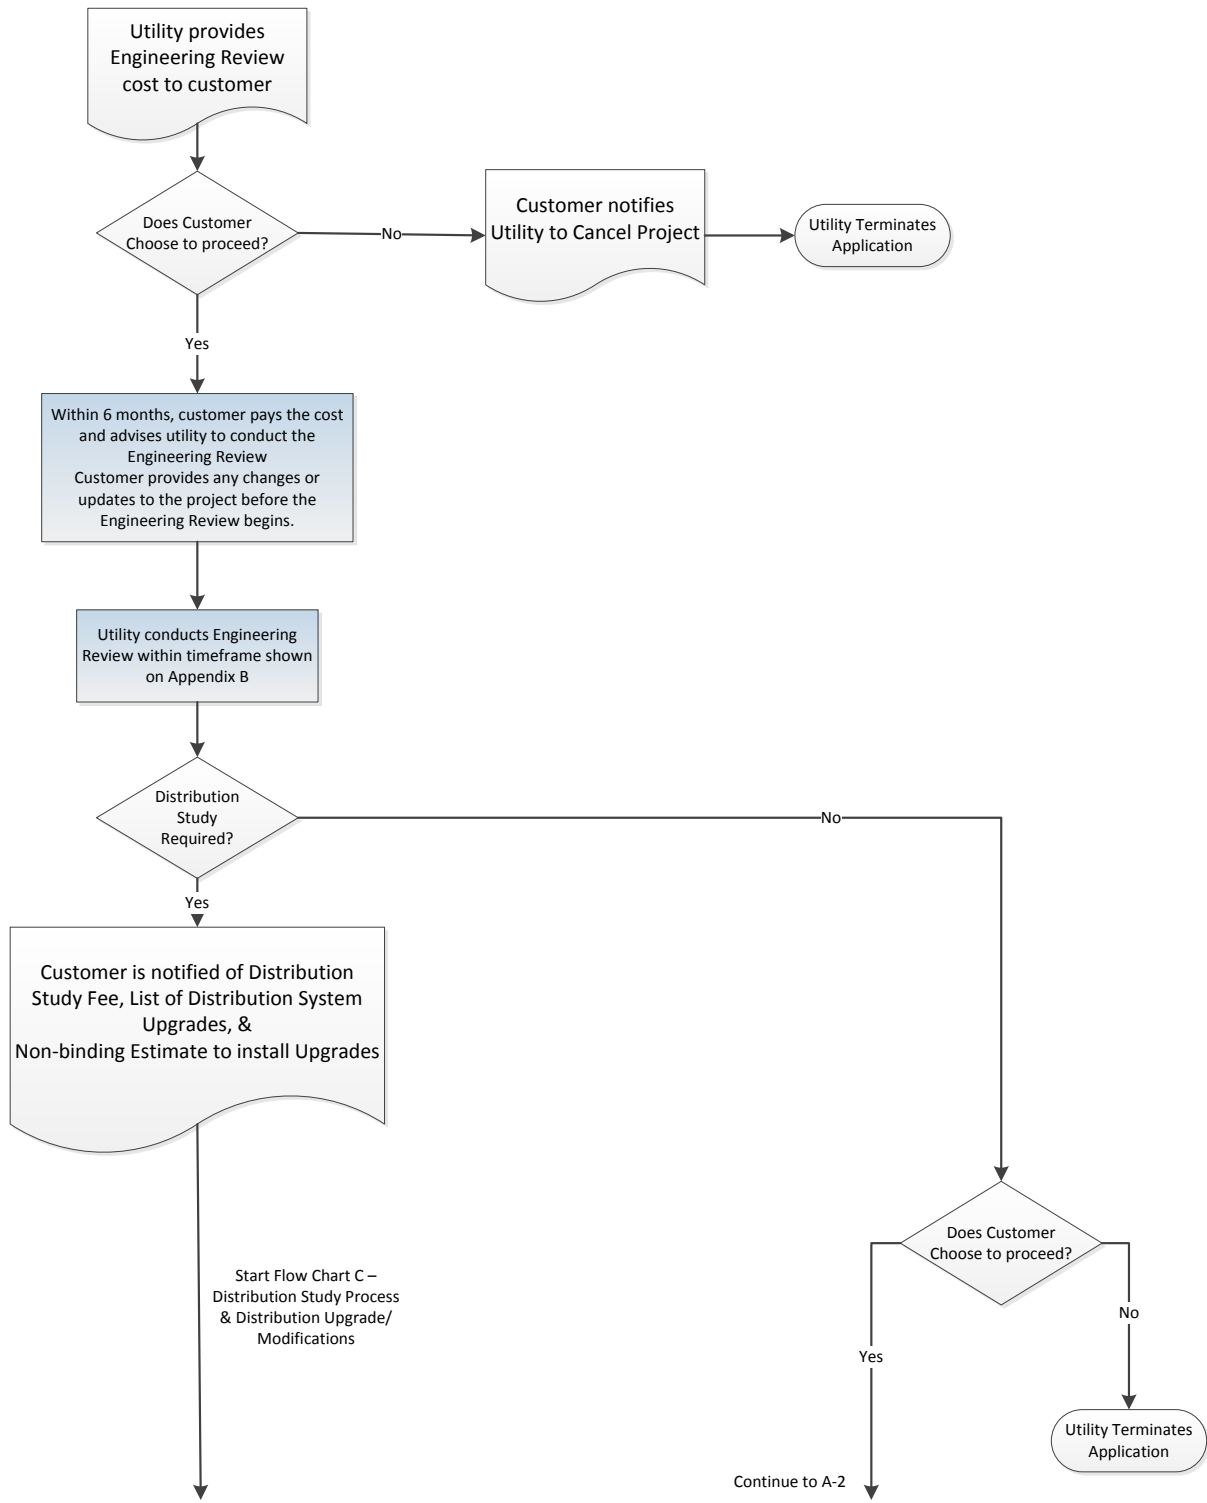 Utility provides
Engineering Review
cost to customer
Does Customer
Choose to proceed?
No
Customer notifies
Utility to Cancel Project
Utility Terminates
Application
Yes
Within 6 months, customer pays the cost
and advises utility to conduct the
Engineering Review
Customer provides any changes or
updates to the project before the
Engineering Review begins.
Utility conducts Engineering
Review within timeframe shown
on Appendix B
Distribution
Study
Required?
No
Yes
Customer is notified of Distribution
Study Fee, List of Distribution System
Upgrades, &
Non-binding Estimate to install Upgrades
Start Flow Chart C –
Distribution Study Process
& Distribution Upgrade/
Modifications
Does Customer
Choose to proceed?
No
Yes
Utility Terminates
Application
Continue to A-2